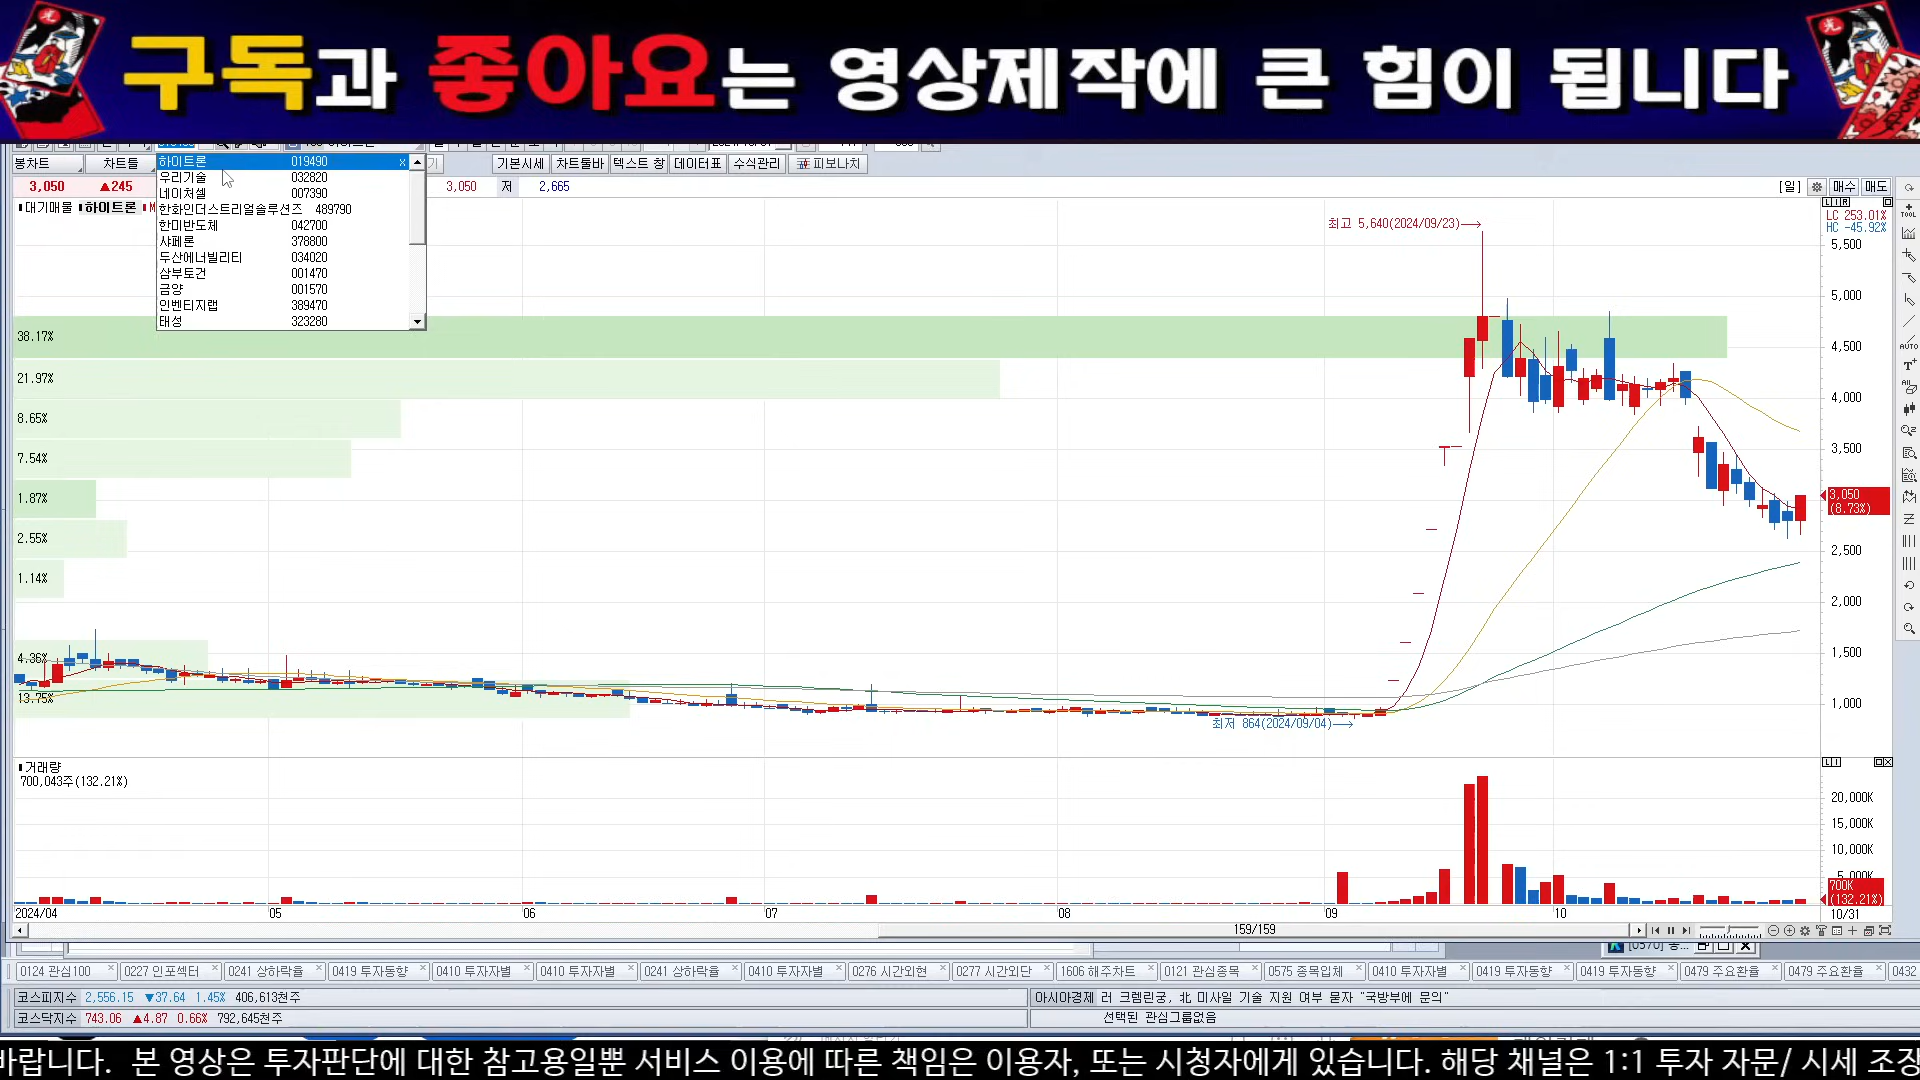 구독과 좋아요는 영상제작에 큰 힘이 됩니다
봉차트 차트틀
하이트론 019490 x
우리기술 032820
네이처셀 007390
한화인더스트리얼솔루션즈 489790
한미반도체 042700
샤페론 378800
두산에너빌리티 034020
삼부토건 001470
금양 001570
인벤티지랩 389470
태성 323280
기본시세 차트툴바 텍스트 창 데이터표 수식관리 피보나치
3,050 ▲245 3,050 저 2,665 [일] 매수 매도
대기매물 하이트론
LC 253.01%
HC -45.92%
최고 5,640(2024/09/23)
5,500
5,000
4,500
4,000
3,500
3,050
(8.73%)
2,500
2,000
1,500
1,000
38.17%
21.97%
8.65%
7.54%
1.87%
2.55%
1.14%
4.36%
13.75%
최저 864(2024/09/04)
거래량
700,043주(132.21%)
20,000K
15,000K
10,000K
5,000K
700K
(132.21%)
2024/04 05 06 07 08 09 10 10/31
159/159
0124 관심100 0227 인포섹터 0241 상하락율 0419 투자동향 0410 투자자별 0410 투자자별 0241 상하락율 0410 투자자별 0276 시간외현 0277 시간외단 1606 해주차트 0121 관심종목 0575 종목입체 0410 투자자별 0419 투자동향 0419 투자동향 0479 주요환율 0479 주요환율 0432
코스피지수 2,556.15 ▼37.64 1.45% 406,613천주 아시아경제 러 크렘린궁, 北 미사일 기술 지원 여부 묻자 "국방부에 문의"
코스닥지수 743.06 ▲4.87 0.66% 792,645천주 선택된 관심그룹없음
바랍니다. 본 영상은 투자판단에 대한 참고용일뿐 서비스 이용에 따른 책임은 이용자, 또는 시청자에게 있습니다. 해당 채널은 1:1 투자 자문/ 시세 조장